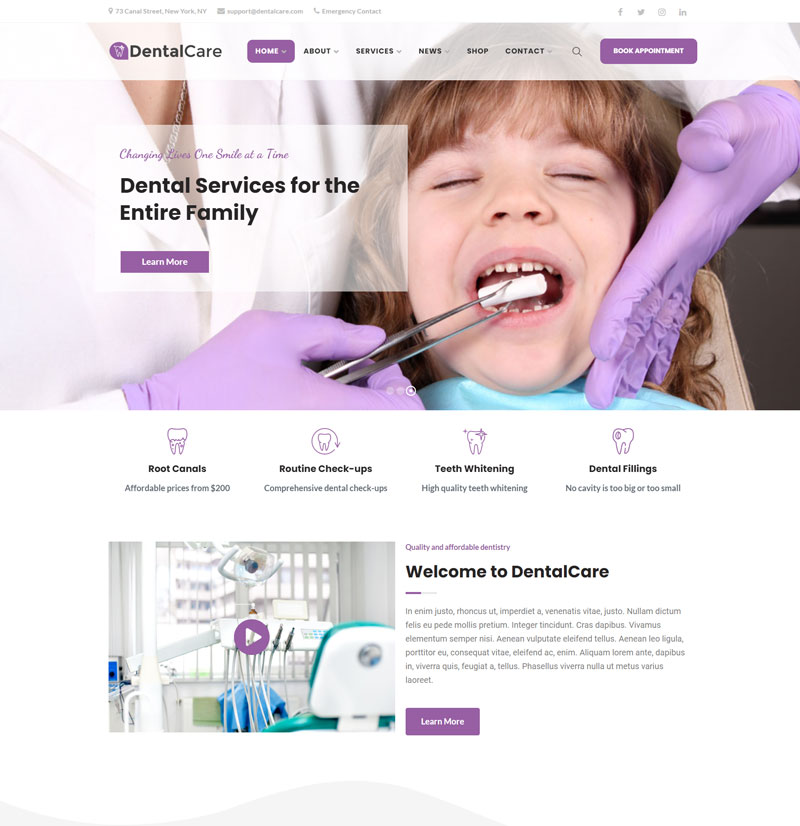 73 Canal Street, New York, NY support@dentalcare.com Emergency Contact
DentalCare HOME ABOUT SERVICES NEWS SHOP CONTACT BOOK APPOINTMENT
Changing Lives One Smile at a Time
Dental Services for the
Entire Family
Learn More
Root Canals Routine Check-ups Teeth Whitening Dental Fillings
Affordable prices from $200 Comprehensive dental check-ups High quality teeth whitening No cavity is too big or too small
Quality and affordable dentistry
Welcome to DentalCare
In enim justo, rhoncus ut, imperdiet a, venenatis vitae, justo. Nullam dictum
felis eu pede mollis pretium. Integer tincidunt. Cras dapibus. Vivamus
elementum semper nisi. Aenean vulputate eleifend tellus. Aenean leo ligula,
porttitor eu, consequat vitae, eleifend ac, enim. Aliquam lorem ante, dapibus
in, viverra quis, feugiat a, tellus. Phasellus viverra nulla ut metus varius
laoreet.
Learn More